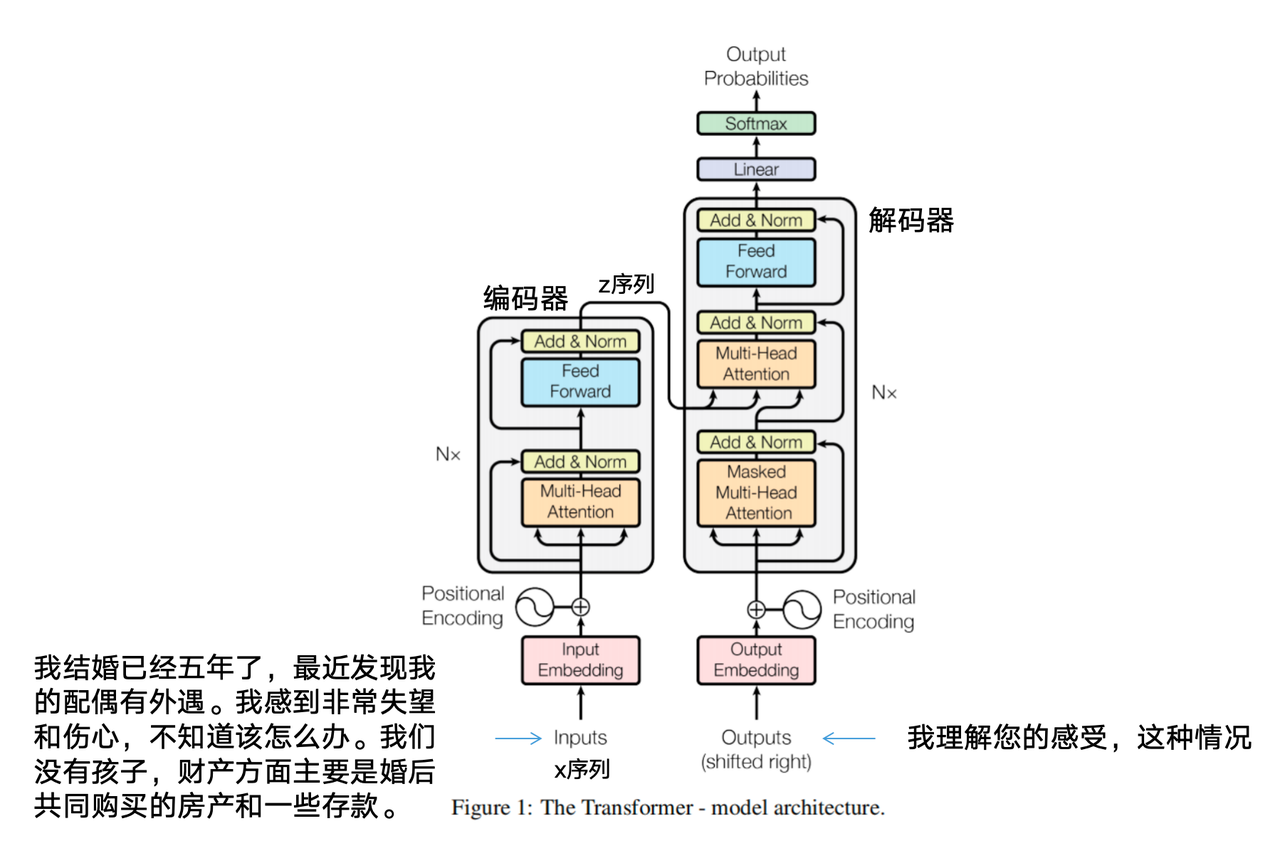 Output
Probabilities
Softmax
Linear
解码器
Add & Norm
Feed
Forward
Add & Norm
Multi-Head
Attention
N×
Add & Norm
Masked
Multi-Head
Attention
编码器
z序列
Add & Norm
Feed
Forward
N×
Add & Norm
Multi-Head
Attention
Positional
Encoding
Positional
Encoding
Input
Embedding
Output
Embedding
我结婚已经五年了，最近发现我
的配偶有外遇。我感到非常失望
和伤心，不知道该怎么办。我们
没有孩子，财产方面主要是婚后
共同购买的房产和一些存款。
Inputs
x序列
Outputs
(shifted right)
我理解您的感受，这种情况
Figure 1: The Transformer - model architecture.